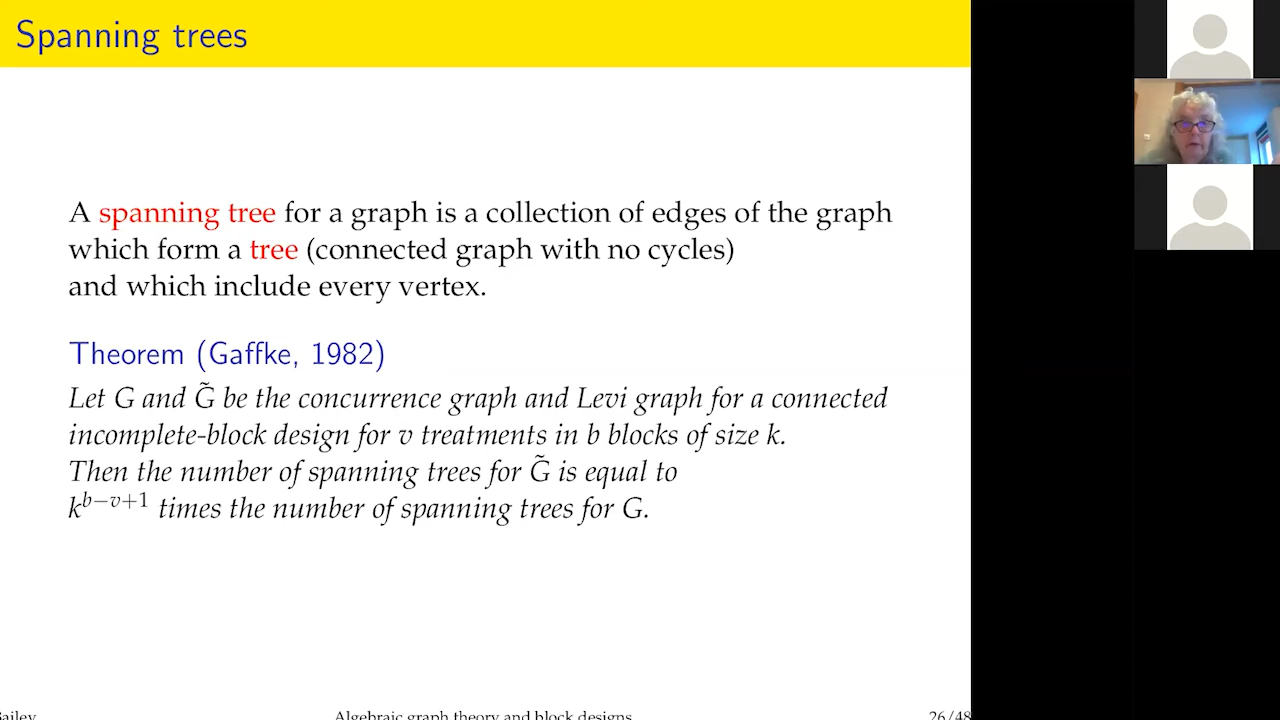 Spanning trees
A spanning tree for a graph is a collection of edges of the graph
which form a tree (connected graph with no cycles)
and which include every vertex.
Theorem (Gaffke, 1982)
Let G and G̃ be the concurrence graph and Levi graph for a connected
incomplete-block design for v treatments in b blocks of size k.
Then the number of spanning trees for G̃ is equal to
k^{b−v+1} times the number of spanning trees for G.
Bailey Algebraic graph theory and block designs 26/48